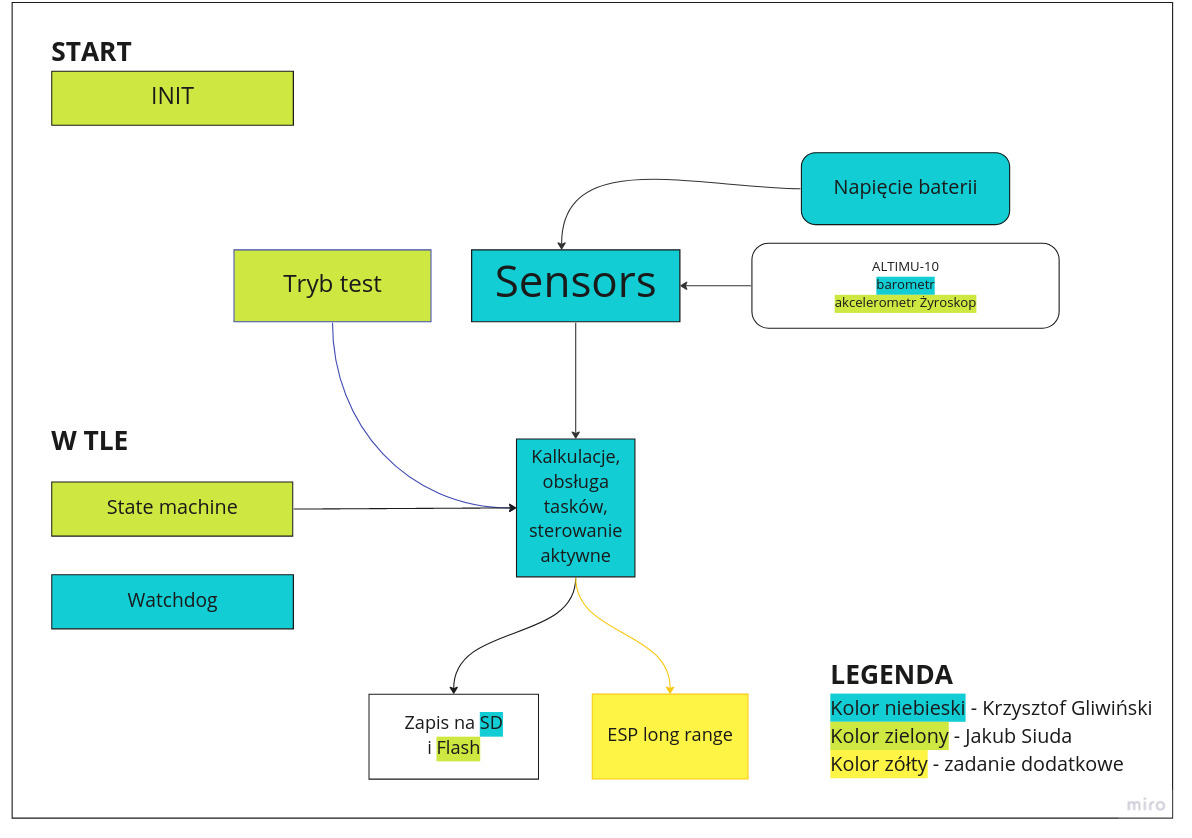 START
INIT
Napięcie baterii
Tryb test
Sensors
ALTIMU-10
barometr
akcelerometr Żyroskop
W TLE
State machine
Kalkulacje,
obsługa
tasków,
sterowanie
aktywne
Watchdog
Zapis na SD
i Flash
ESP long range
LEGENDA
Kolor niebieski - Krzysztof Gliwiński
Kolor zielony - Jakub Siuda
Kolor zółty - zadanie dodatkowe
miro